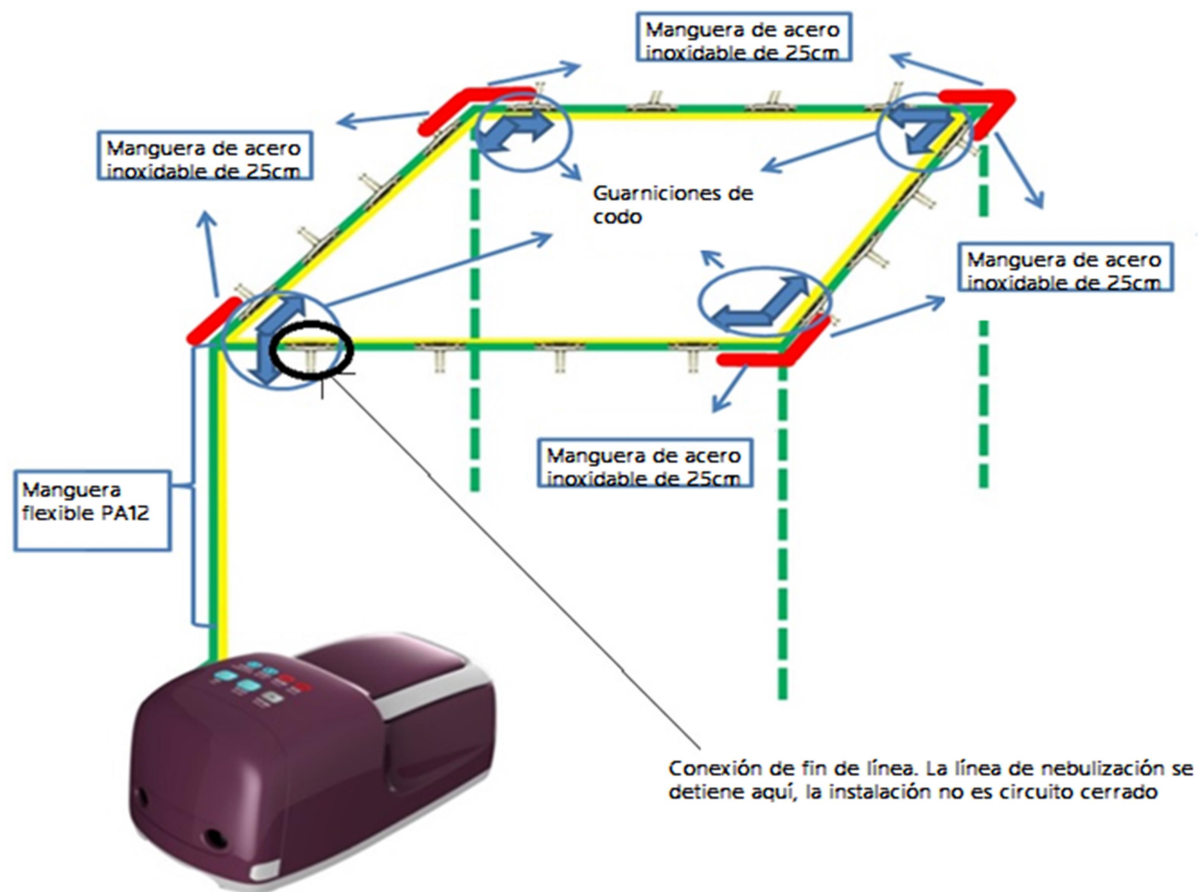 Manguera de acero
inoxidable de 25cm
Manguera de acero
inoxidable de 25cm
Guarniciones de
codo
Manguera de acero
inoxidable de 25cm
Manguera de acero
inoxidable de 25cm
Manguera
flexible PA12
Conexión de fin de línea. La línea de nebulización se
detiene aquí, la instalación no es circuito cerrado